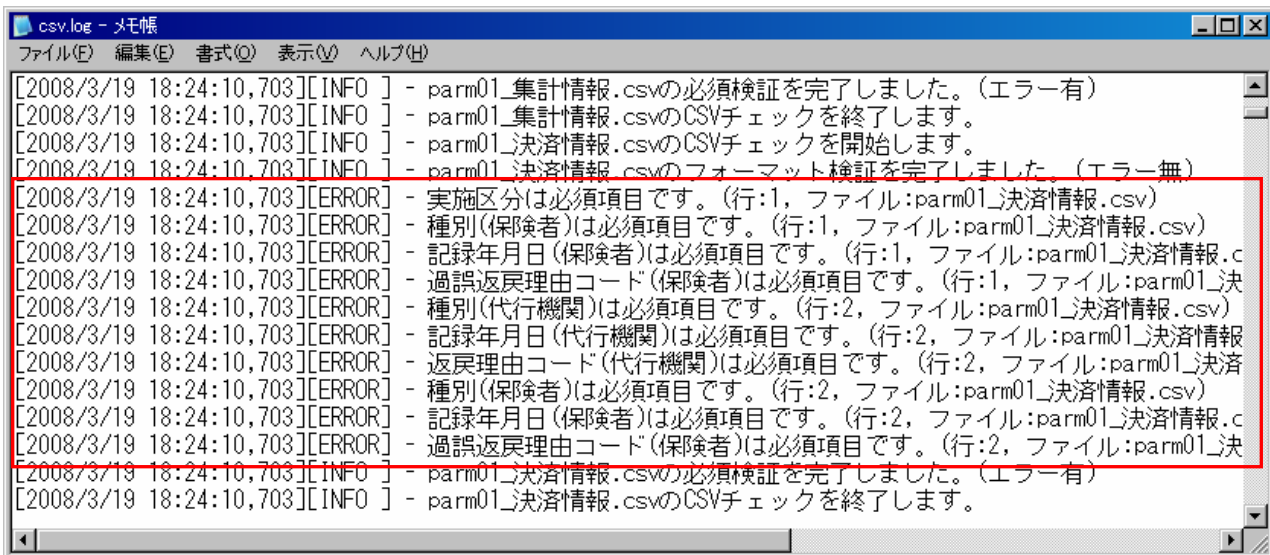 csv.log - メモ帳
ファイル(F) 編集(E) 書式(O) 表示(V) ヘルプ(H)
[2008/3/19 18:24:10,703][INFO ] - parm01_集計情報.csvの必須検証を完了しました。(エラー有)
[2008/3/19 18:24:10,703][INFO ] - parm01_集計情報.csvのCSVチェックを終了します。
[2008/3/19 18:24:10,703][INFO ] - parm01_決済情報.csvのCSVチェックを開始します。
[2008/3/19 18:24:10,703][INFO ] - parm01_決済情報.csvのフォーマット検証を完了しました。(エラー無)
[2008/3/19 18:24:10,703][ERROR] - 実施区分は必須項目です。(行:1, ファイル:parm01_決済情報.csv)
[2008/3/19 18:24:10,703][ERROR] - 種別(保険者)は必須項目です。(行:1, ファイル:parm01_決済情報.csv)
[2008/3/19 18:24:10,703][ERROR] - 記録年月日(保険者)は必須項目です。(行:1, ファイル:parm01_決済情報.c
[2008/3/19 18:24:10,703][ERROR] - 過誤返戻理由コード(保険者)は必須項目です。(行:1, ファイル:parm01_決
[2008/3/19 18:24:10,703][ERROR] - 種別(代行機関)は必須項目です。(行:2, ファイル:parm01_決済情報.csv)
[2008/3/19 18:24:10,703][ERROR] - 記録年月日(代行機関)は必須項目です。(行:2, ファイル:parm01_決済情報
[2008/3/19 18:24:10,703][ERROR] - 返戻理由コード(代行機関)は必須項目です。(行:2, ファイル:parm01_決済
[2008/3/19 18:24:10,703][ERROR] - 種別(保険者)は必須項目です。(行:2, ファイル:parm01_決済情報.csv)
[2008/3/19 18:24:10,703][ERROR] - 記録年月日(保険者)は必須項目です。(行:2, ファイル:parm01_決済情報.c
[2008/3/19 18:24:10,703][ERROR] - 過誤返戻理由コード(保険者)は必須項目です。(行:2, ファイル:parm01_決
[2008/3/19 18:24:10,703][INFO ] - parm01_決済情報.csvの必須検証を完了しました。(エラー有)
[2008/3/19 18:24:10,703][INFO ] - parm01_決済情報.csvのCSVチェックを終了します。